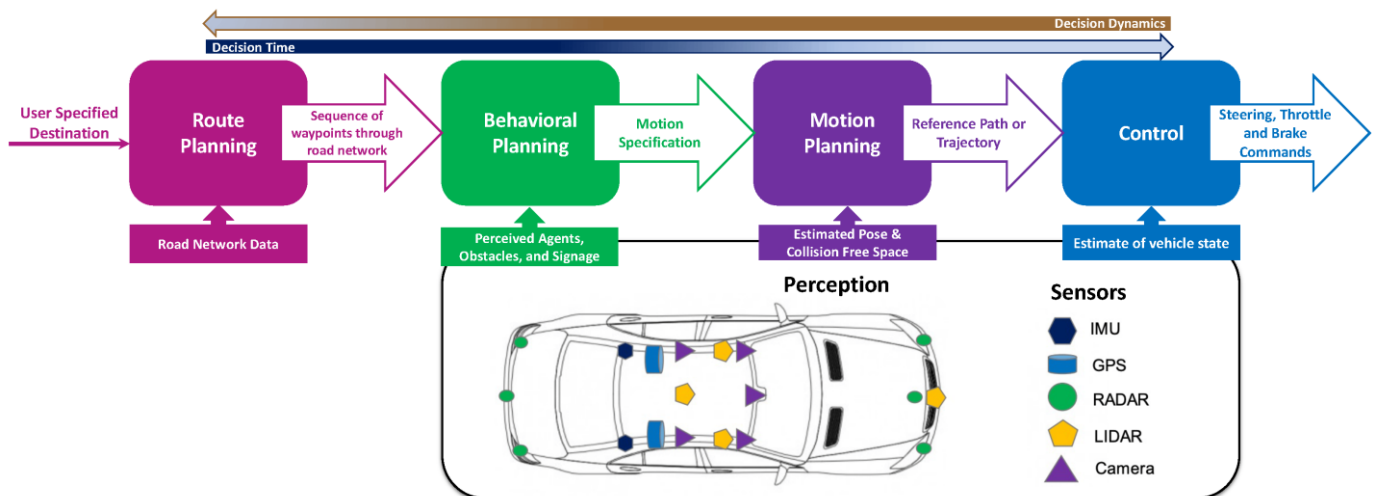 Decision Dynamics
Decision Time
User Specified
Destination
Route
Planning
Sequence of
waypoints through
road network
Behavioral
Planning
Motion
Specification
Motion
Planning
Reference Path or
Trajectory
Control
Steering, Throttle
and Brake
Commands
Road Network Data
Perceived Agents,
Obstacles, and Signage
Estimated Pose &
Collision Free Space
Estimate of vehicle state
Perception
Sensors
IMU
GPS
RADAR
LIDAR
Camera